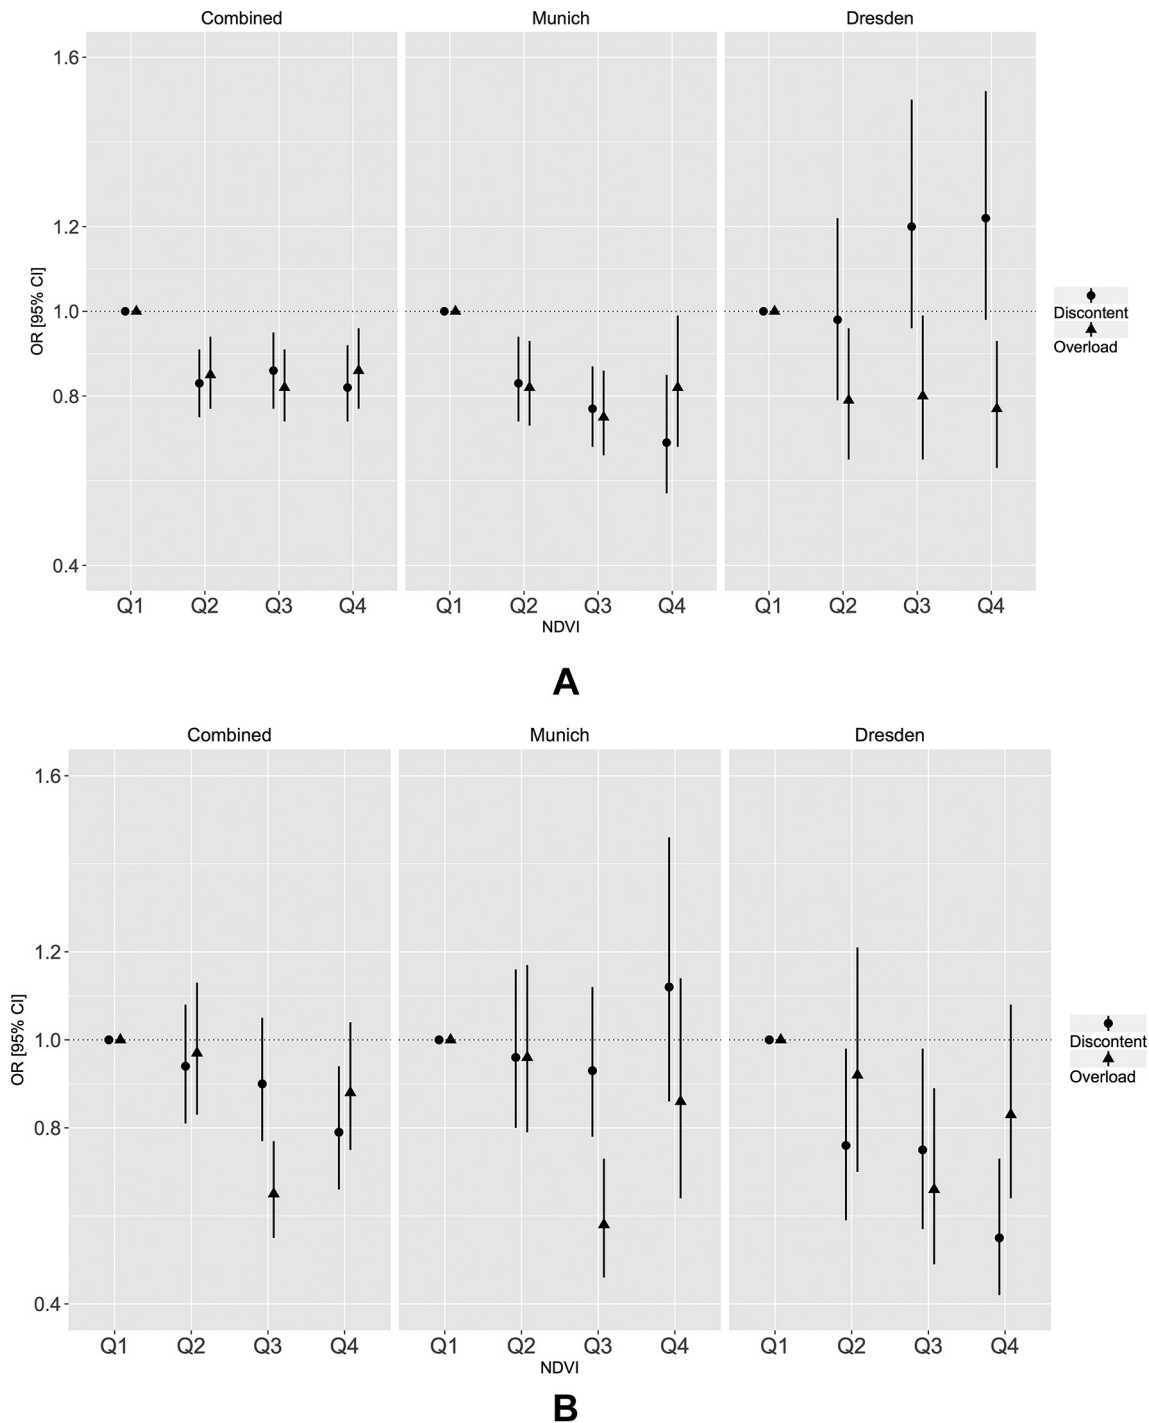 Combined Munich Dresden
1.6
1.2
1.0
0.8
0.4
OR [95% CI]
Q1 Q2 Q3 Q4 Q1 Q2 Q3 Q4 Q1 Q2 Q3 Q4
NDVI
Discontent
Overload
A
Combined Munich Dresden
1.6
1.2
1.0
0.8
0.4
OR [95% CI]
Q1 Q2 Q3 Q4 Q1 Q2 Q3 Q4 Q1 Q2 Q3 Q4
NDVI
Discontent
Overload
B